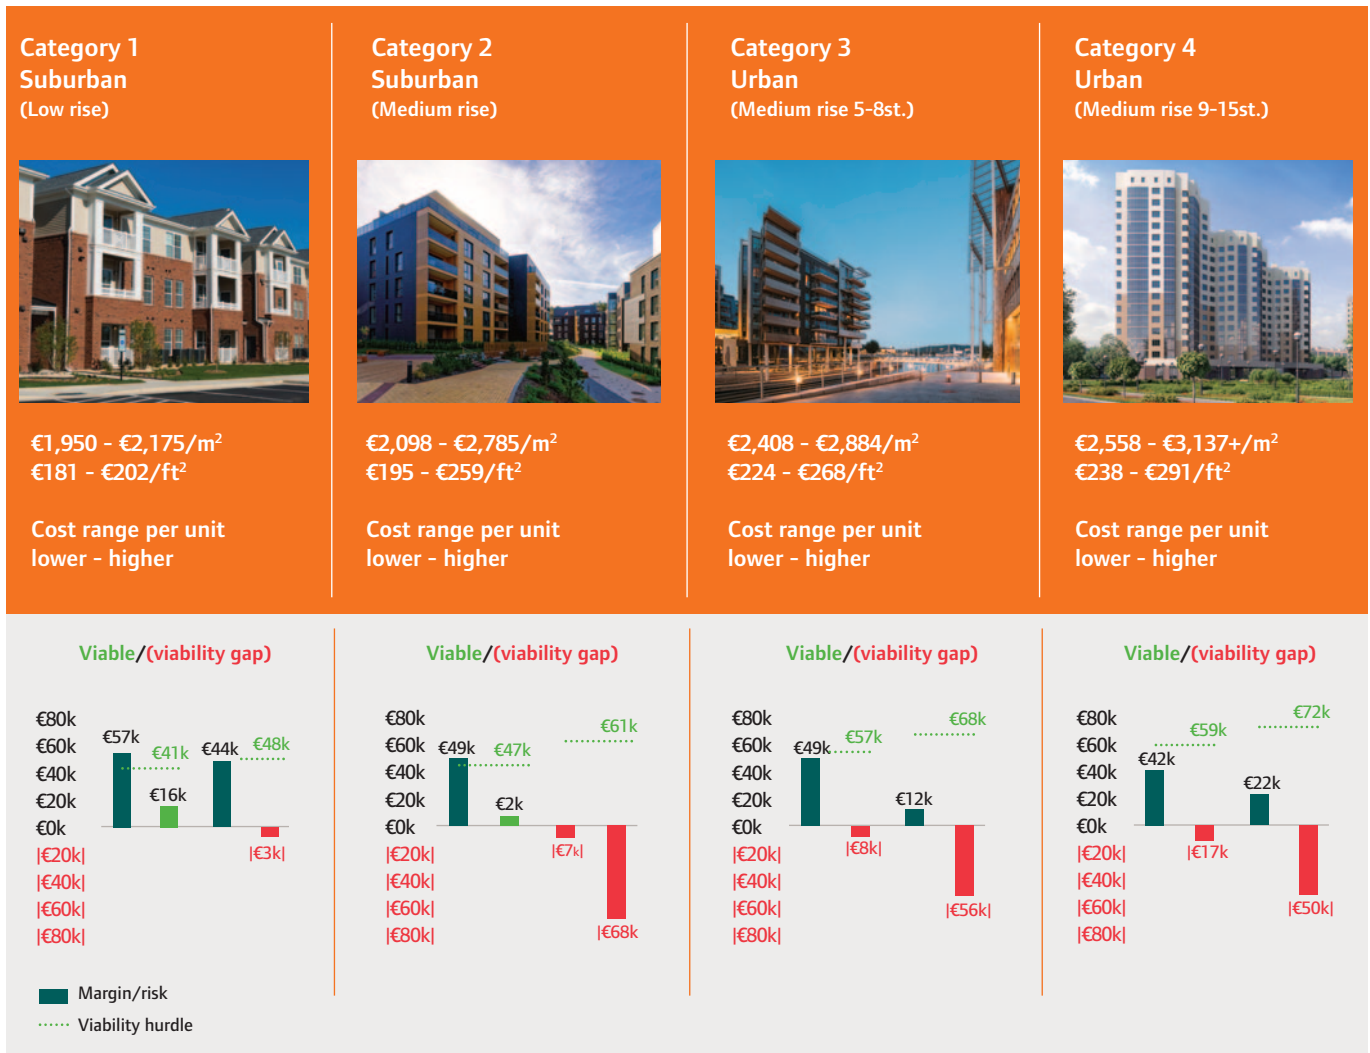 Category 1
Suburban
(Low rise)
€1,950 - €2,175/m²
€181 - €202/ft²
Cost range per unit
lower - higher
Category 2
Suburban
(Medium rise)
€2,098 - €2,785/m²
€195 - €259/ft²
Cost range per unit
lower - higher
Category 3
Urban
(Medium rise 5-8st.)
€2,408 - €2,884/m²
€224 - €268/ft²
Cost range per unit
lower - higher
Category 4
Urban
(Medium rise 9-15st.)
€2,558 - €3,137+/m²
€238 - €291/ft²
Cost range per unit
lower - higher
Viable/(viability gap)
€80k
€60k
€40k
€20k
€0k
|€20k|
|€40k|
|€60k|
|€80k|
€57k
€41k
€44k
€48k
€16k
|€3k|
Margin/risk
Viability hurdle
Viable/(viability gap)
€80k
€60k
€40k
€20k
€0k
|€20k|
|€40k|
|€60k|
|€80k|
€49k
€47k
€61k
€2k
|€7k|
|€68k
Viable/(viability gap)
€80k
€60k
€40k
€20k
€0k
|€20k|
|€40k|
|€60k|
|€80k|
€49k
€57k
€68k
€12k
|€8k|
|€56k|
Viable/(viability gap)
€80k
€60k
€40k
€20k
€0k
|€20k|
|€40k|
|€60k|
|€80k|
€42k
€59k
€72k
€22k
|€17k
|€50k|